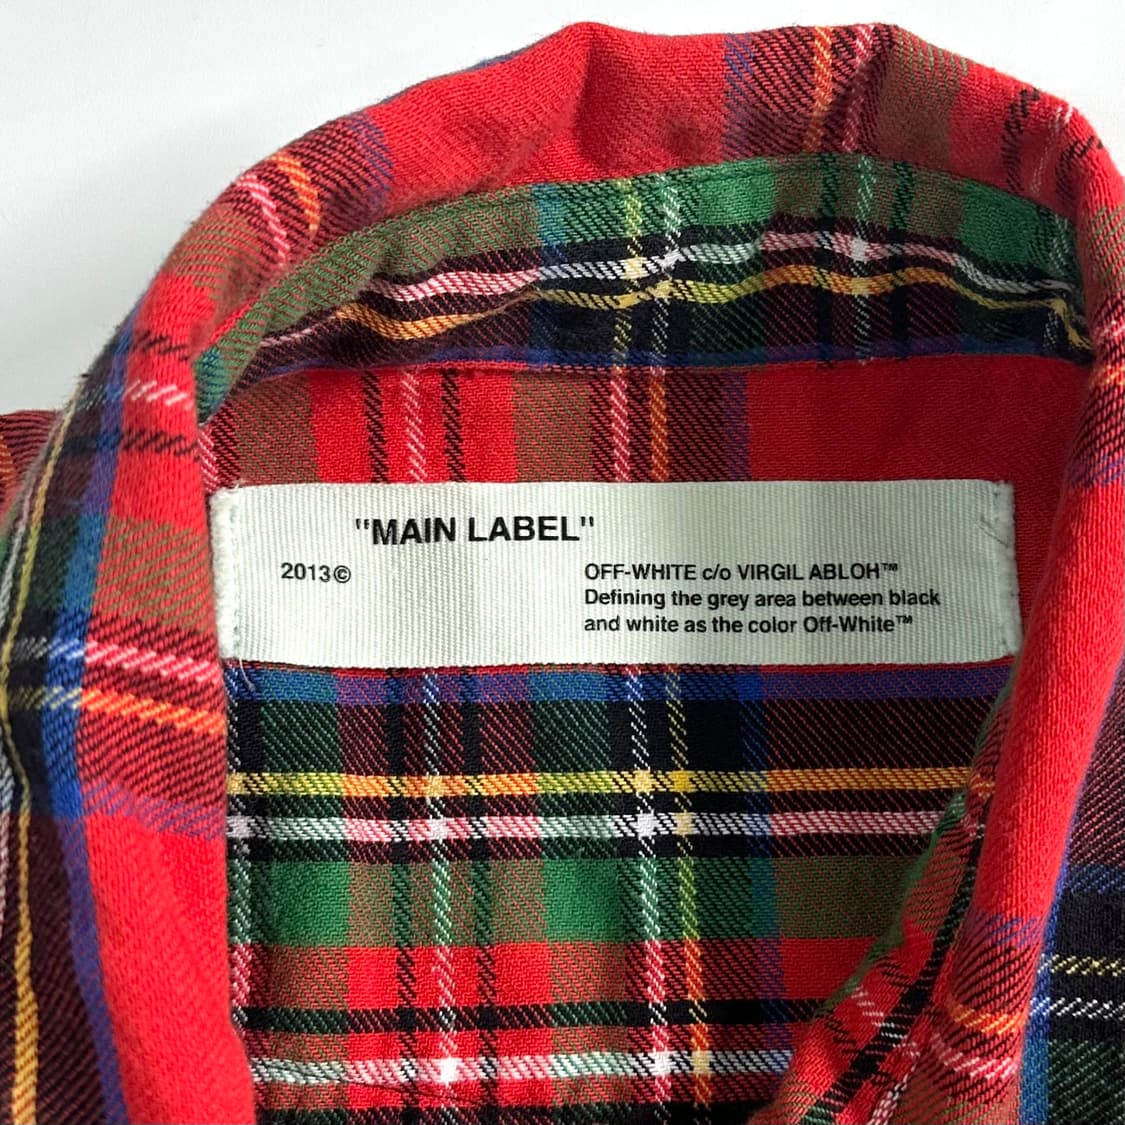 "MAIN LABEL"
2013©
OFF-WHITE c/o VIRGIL ABLOH™
Defining the grey area between black
and white as the color Off-White™